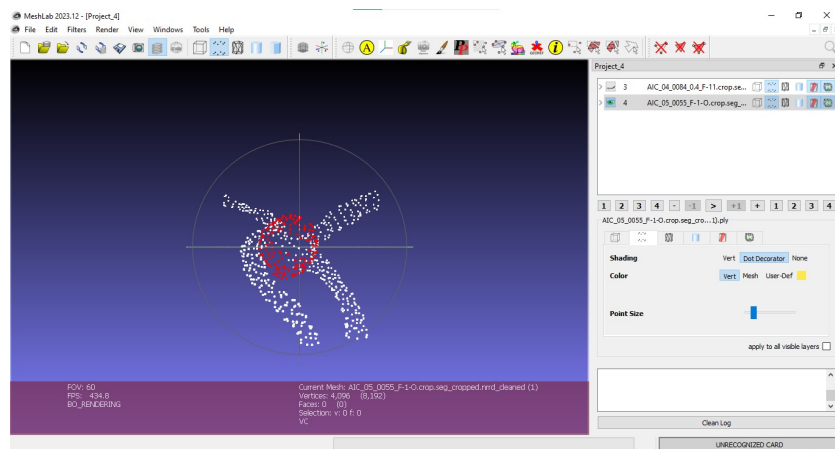 MeshLab 2023.12 - [Project_4]
File Edit Filters Render View Windows Tools Help
Project_4
3 AIC_04_0084_0.4_F-11.crop.se...
4 AIC_05_0055_F-1-O.crop.seg_...
1 2 3 4 - -1 > +1 + 1 2 3 4
AIC_05_0055_F-1-O.crop.seg_cro...1).ply
Shading Vert Dot Decorator None
Color Vert Mesh User-Def
Point Size
apply to all visible layers
FOV: 60
FPS: 434.8
BO_RENDERING
Current Mesh: AIC_05_0055_F-1-O.crop.seg_cropped.nrrd_cleaned (1)
Vertices: 4,096 (8,192)
Faces: 0 (0)
Selection: v: 0 f: 0
VC
Clean Log
UNRECOGNIZED CARD